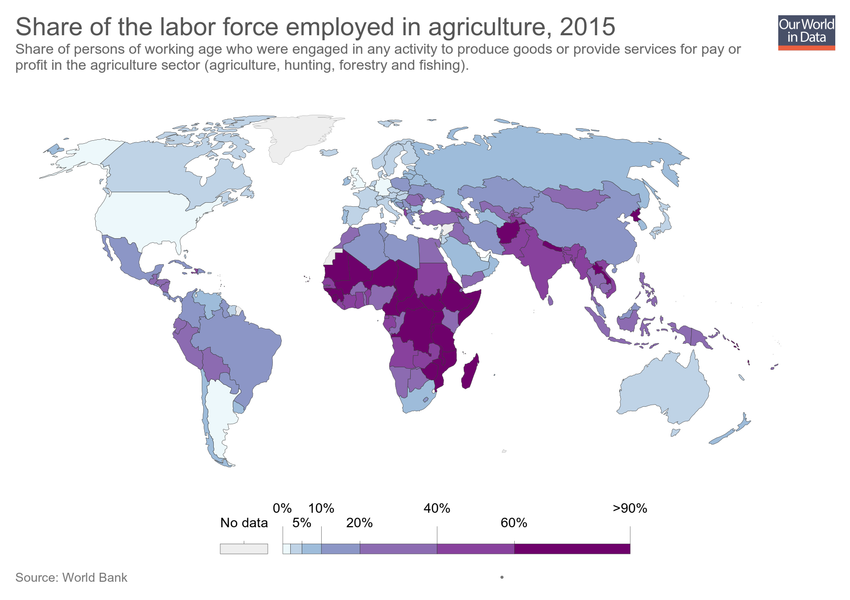 Share of the labor force employed in agriculture, 2015
Share of persons of working age who were engaged in any activity to produce goods or provide services for pay or
profit in the agriculture sector (agriculture, hunting, forestry and fishing).
Our World
in Data
0% 10% 40% >90%
No data 5% 20% 60%
Source: World Bank